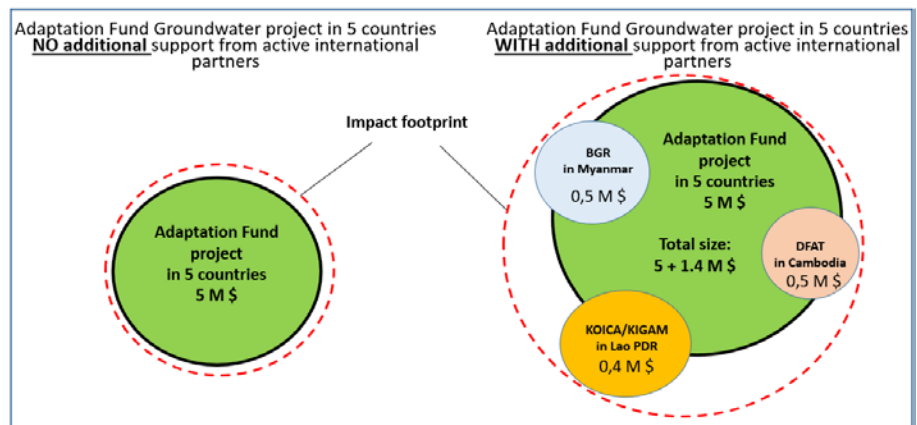 Adaptation Fund Groundwater project in 5 countries
NO additional support from active international
partners
Adaptation Fund Groundwater project in 5 countries
WITH additional support from active international
partners
Impact footprint
Adaptation Fund
project
in 5 countries
5 M $
BGR
in Myanmar
0,5 M $
Adaptation Fund
project
in 5 countries
5 M $
Total size:
5 + 1.4 M $
DFAT
in Cambodia
0,5 M $
KOICA/KIGAM
in Lao PDR
0,4 M $